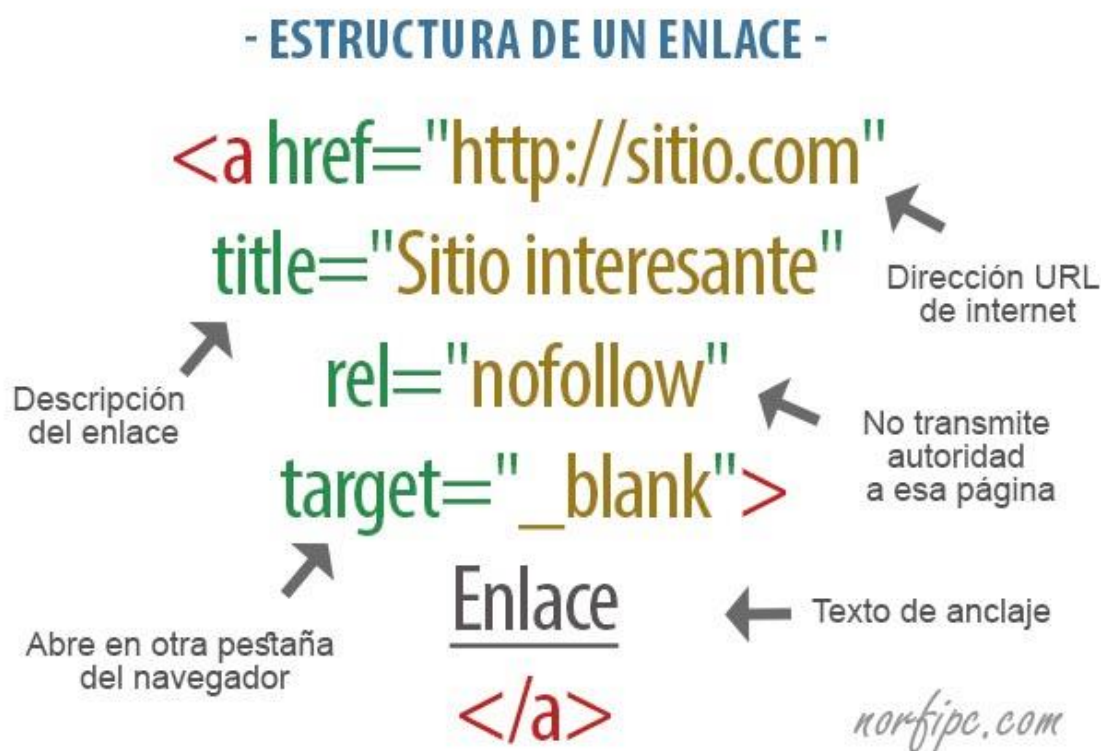 - ESTRUCTURA DE UN ENLACE -
<a href="http://sitio.com"
title="Sitio interesante"
Dirección URL
de internet
rel="nofollow"
Descripción
del enlace
No transmite
autoridad
a esa página
target="_blank">
Enlace
Texto de anclaje
Abre en otra pestaña
del navegador
</a>
norfipc.com